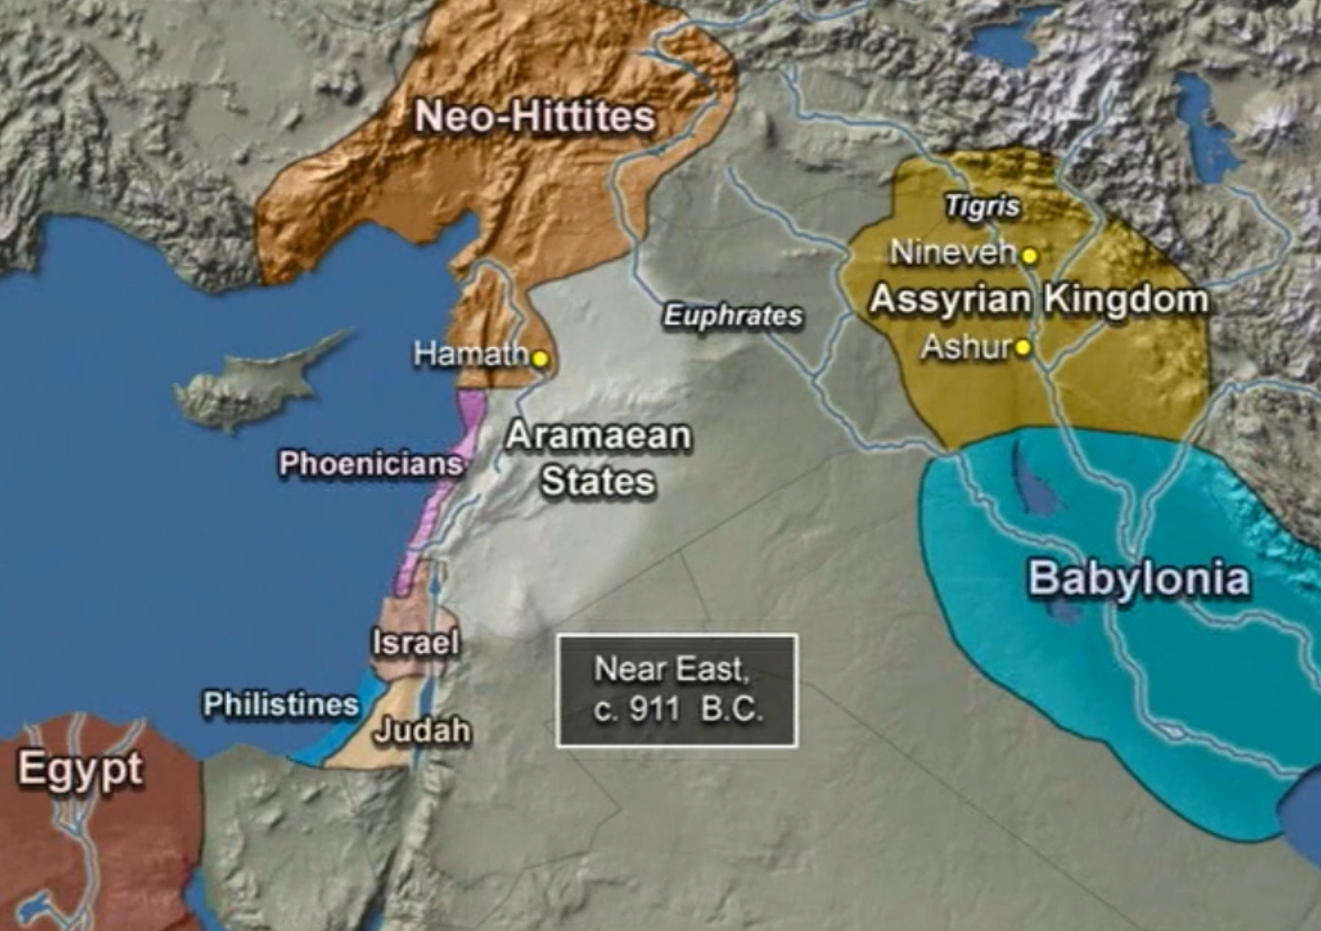 Neo-Hittites
Tigris
Nineveh
Assyrian Kingdom
Euphrates
Ashur
Hamath
Aramaean
States
Phoenicians
Babylonia
Israel
Near East,
c. 911 B.C.
Philistines
Judah
Egypt